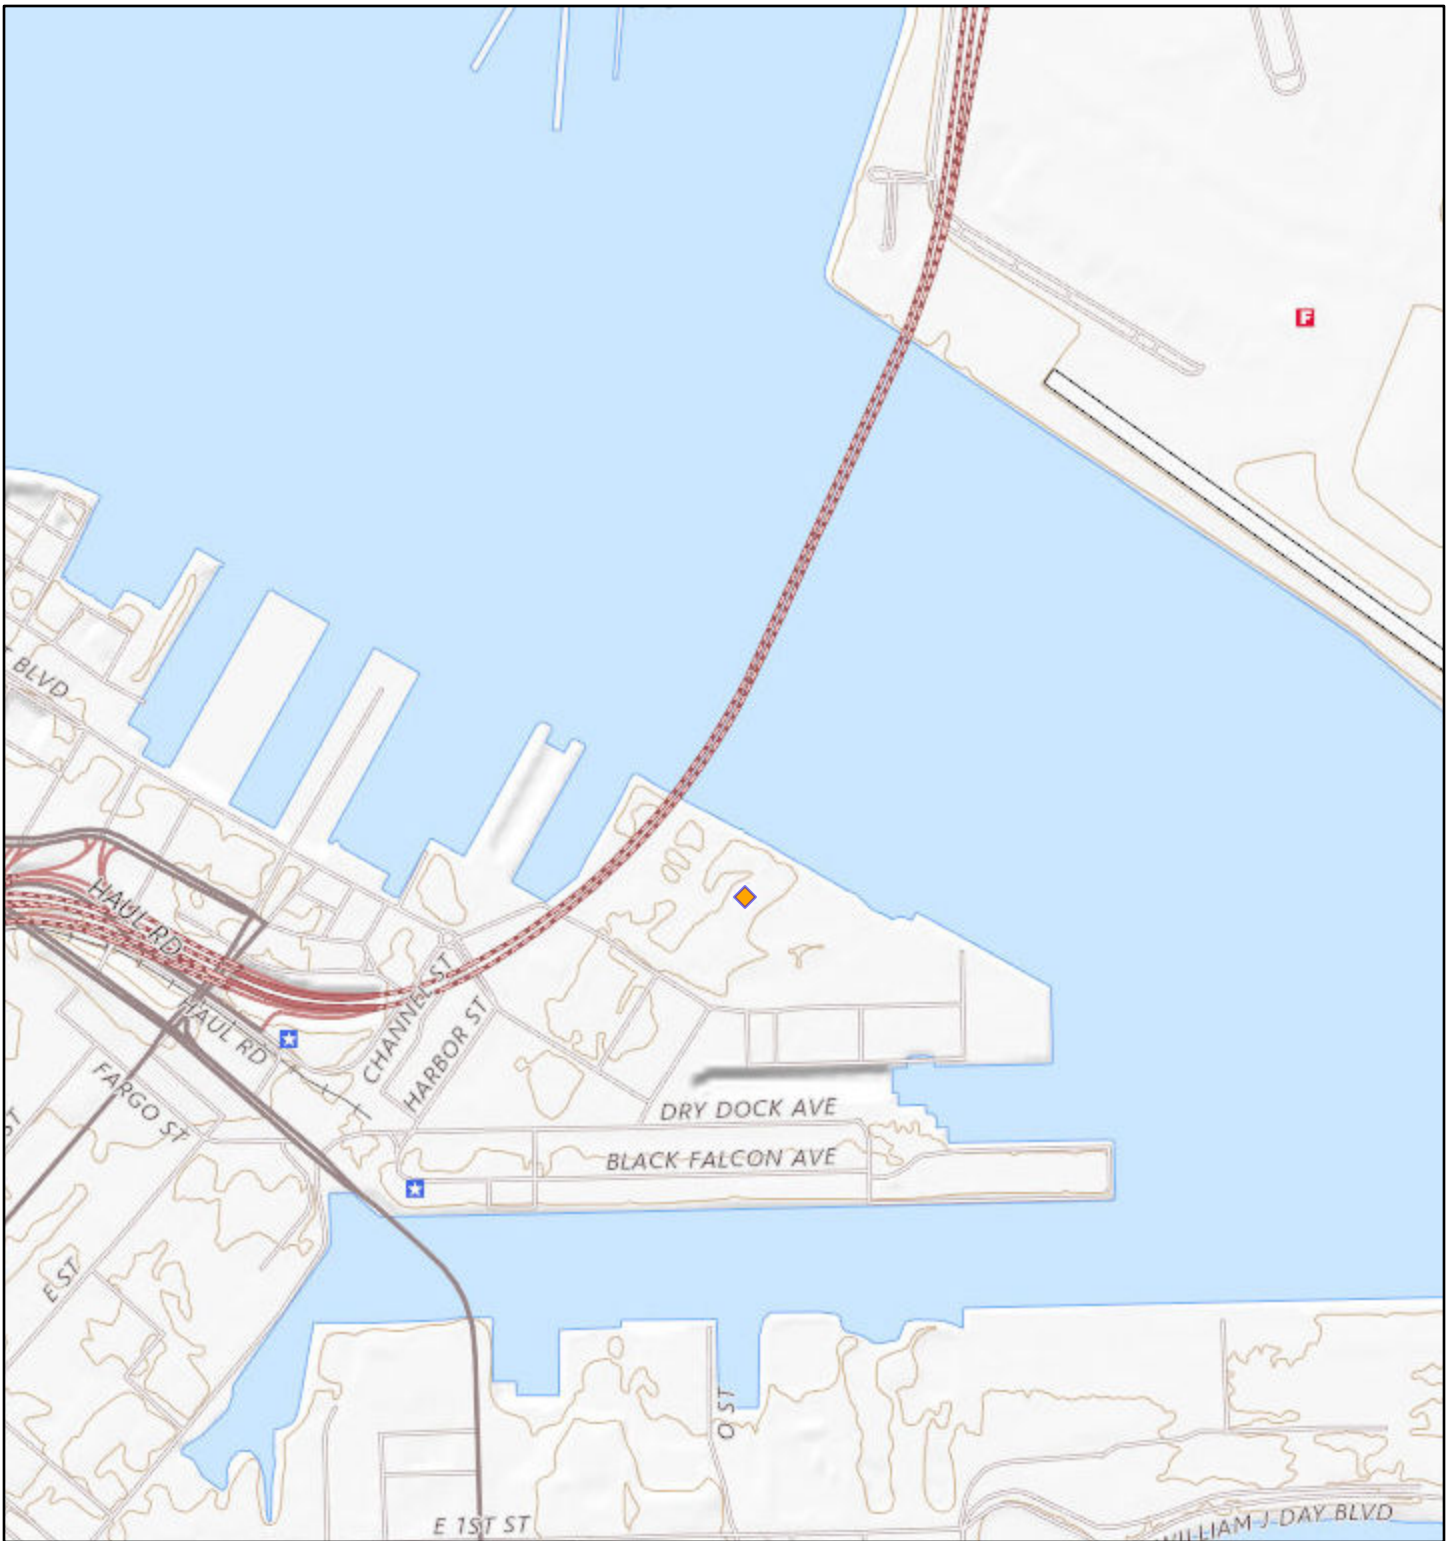 F
BLVD
HAUL RD
HAUL RD
CHANNEL ST
HARBOR ST
FARGO ST
ST
DRY DOCK AVE
BLACK FALCON AVE
E ST
O ST
E 1ST ST
WILLIAM J DAY BLVD